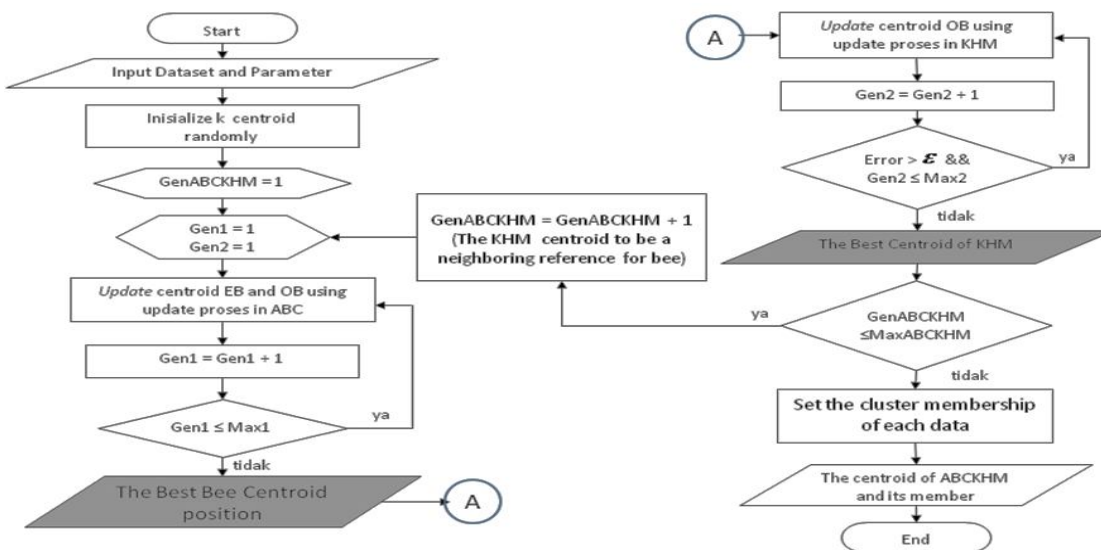 Start
Input Dataset and Parameter
Inisialize k centroid
randomly
GenABCKHM = 1
Gen1 = 1
Gen2 = 1
Update centroid EB and OB using
update proses in ABC
Gen1 = Gen1 + 1
Gen1 ≤ Max1
ya
tidak
The Best Bee Centroid
position
A
GenABCKHM = GenABCKHM + 1
(The KHM centroid to be a
neighboring reference for bee)
A
Update centroid OB using
update proses in KHM
Gen2 = Gen2 + 1
Error > ℰ &&
Gen2 ≤ Max2
ya
tidak
The Best Centroid of KHM
GenABCKHM
≤MaxABCKHM
ya
tidak
Set the cluster membership
of each data
The centroid of ABCKHM
and its member
End